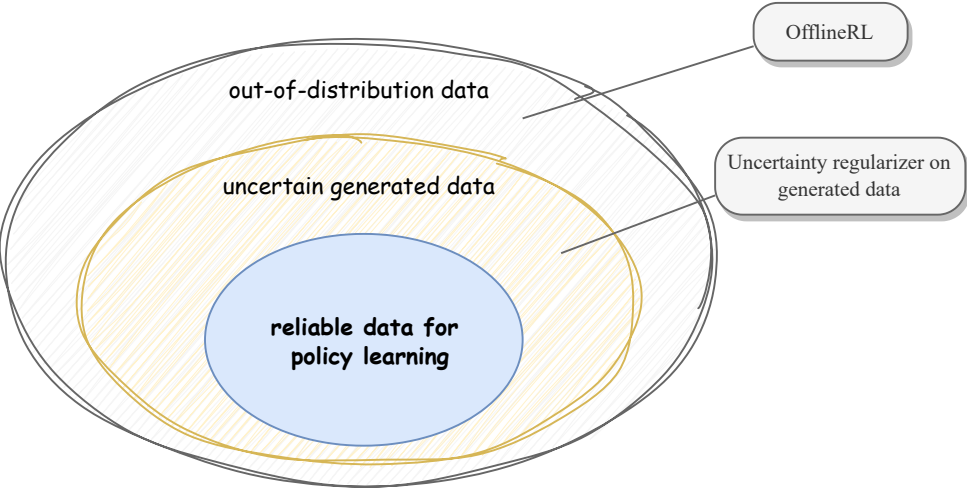 OfflineRL
out-of-distribution data
Uncertainty regularizer on
generated data
uncertain generated data
reliable data for
policy learning